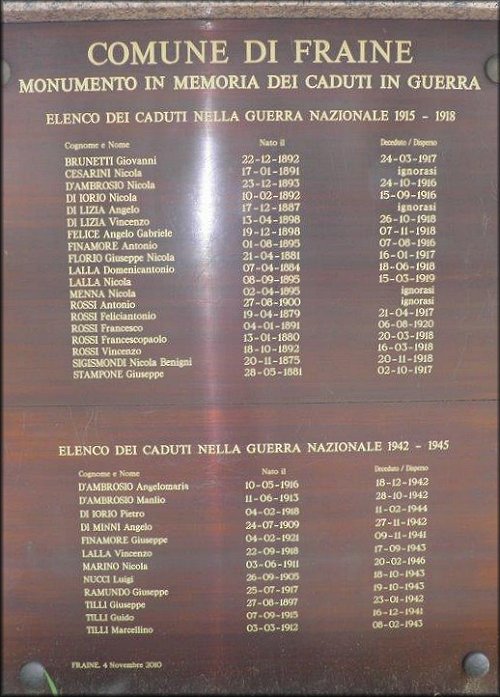 COMUNE DI FRAINE
MONUMENTO IN MEMORIA DEI CADUTI IN GUERRA
ELENCO DEI CADUTI NELLA GUERRA NAZIONALE 1915 - 1918
Cognome e Nome Nato il Deceduto / Disperso
BRUNETTI Giovanni 22-12-1892 24-03-1917
CESARINI Nicola 17-01-1891 ignorasi
D'AMBROSIO Nicola 23-12-1893 24-10-1916
DI IORIO Nicola 10-02-1892 15-09-1916
DI LIZIA Angelo 17-12-1887 ignorasi
DI LIZIA Vincenzo 13-04-1898 26-10-1918
FELICE Angelo Gabriele 19-12-1898 07-11-1918
FINAMORE Antonio 01-08-1895 07-08-1916
FLORIO Giuseppe Nicola 21-04-1881 16-01-1917
LALLA Domenicantonio 07-04-1884 18-06-1918
LALLA Nicola 08-09-1895 15-03-1919
MENNA Nicola 02-04-1895 ignorasi
ROSSI Antonio 27-08-1900 ignorasi
ROSSI Feliciantonio 19-04-1879 21-04-1917
ROSSI Francesco 04-01-1891 06-08-1920
ROSSI Francescopaolo 13-01-1880 20-03-1918
ROSSI Vincenzo 18-10-1892 16-03-1918
SIGISMONDI Nicola Benigni 20-11-1875 20-11-1918
STAMPONE Giuseppe 28-05-1881 02-10-1917
ELENCO DEI CADUTI NELLA GUERRA NAZIONALE 1942 - 1945
Cognome e Nome Nato il Deceduto / Disperso
D'AMBROSIO Angelomaria 10-05-1916 18-12-1942
D'AMBROSIO Manlio 11-06-1913 28-10-1942
DI IORIO Pietro 04-02-1918 11-02-1944
DI MINNI Angelo 24-07-1909 27-11-1942
FINAMORE Giuseppe 04-02-1921 09-11-1941
LALLA Vincenzo 22-09-1918 17-09-1943
MARINO Nicola 03-06-1911 20-02-1946
NUCCI Luigi 26-09-1905 18-10-1943
RAMUNDO Giuseppe 25-07-1917 19-10-1943
TILLI Giuseppe 27-08-1897 23-01-1942
TILLI Guido 07-09-1915 16-12-1941
TILLI Marcellino 03-03-1912 08-02-1943
FRAINE, 4 Novembre 2010